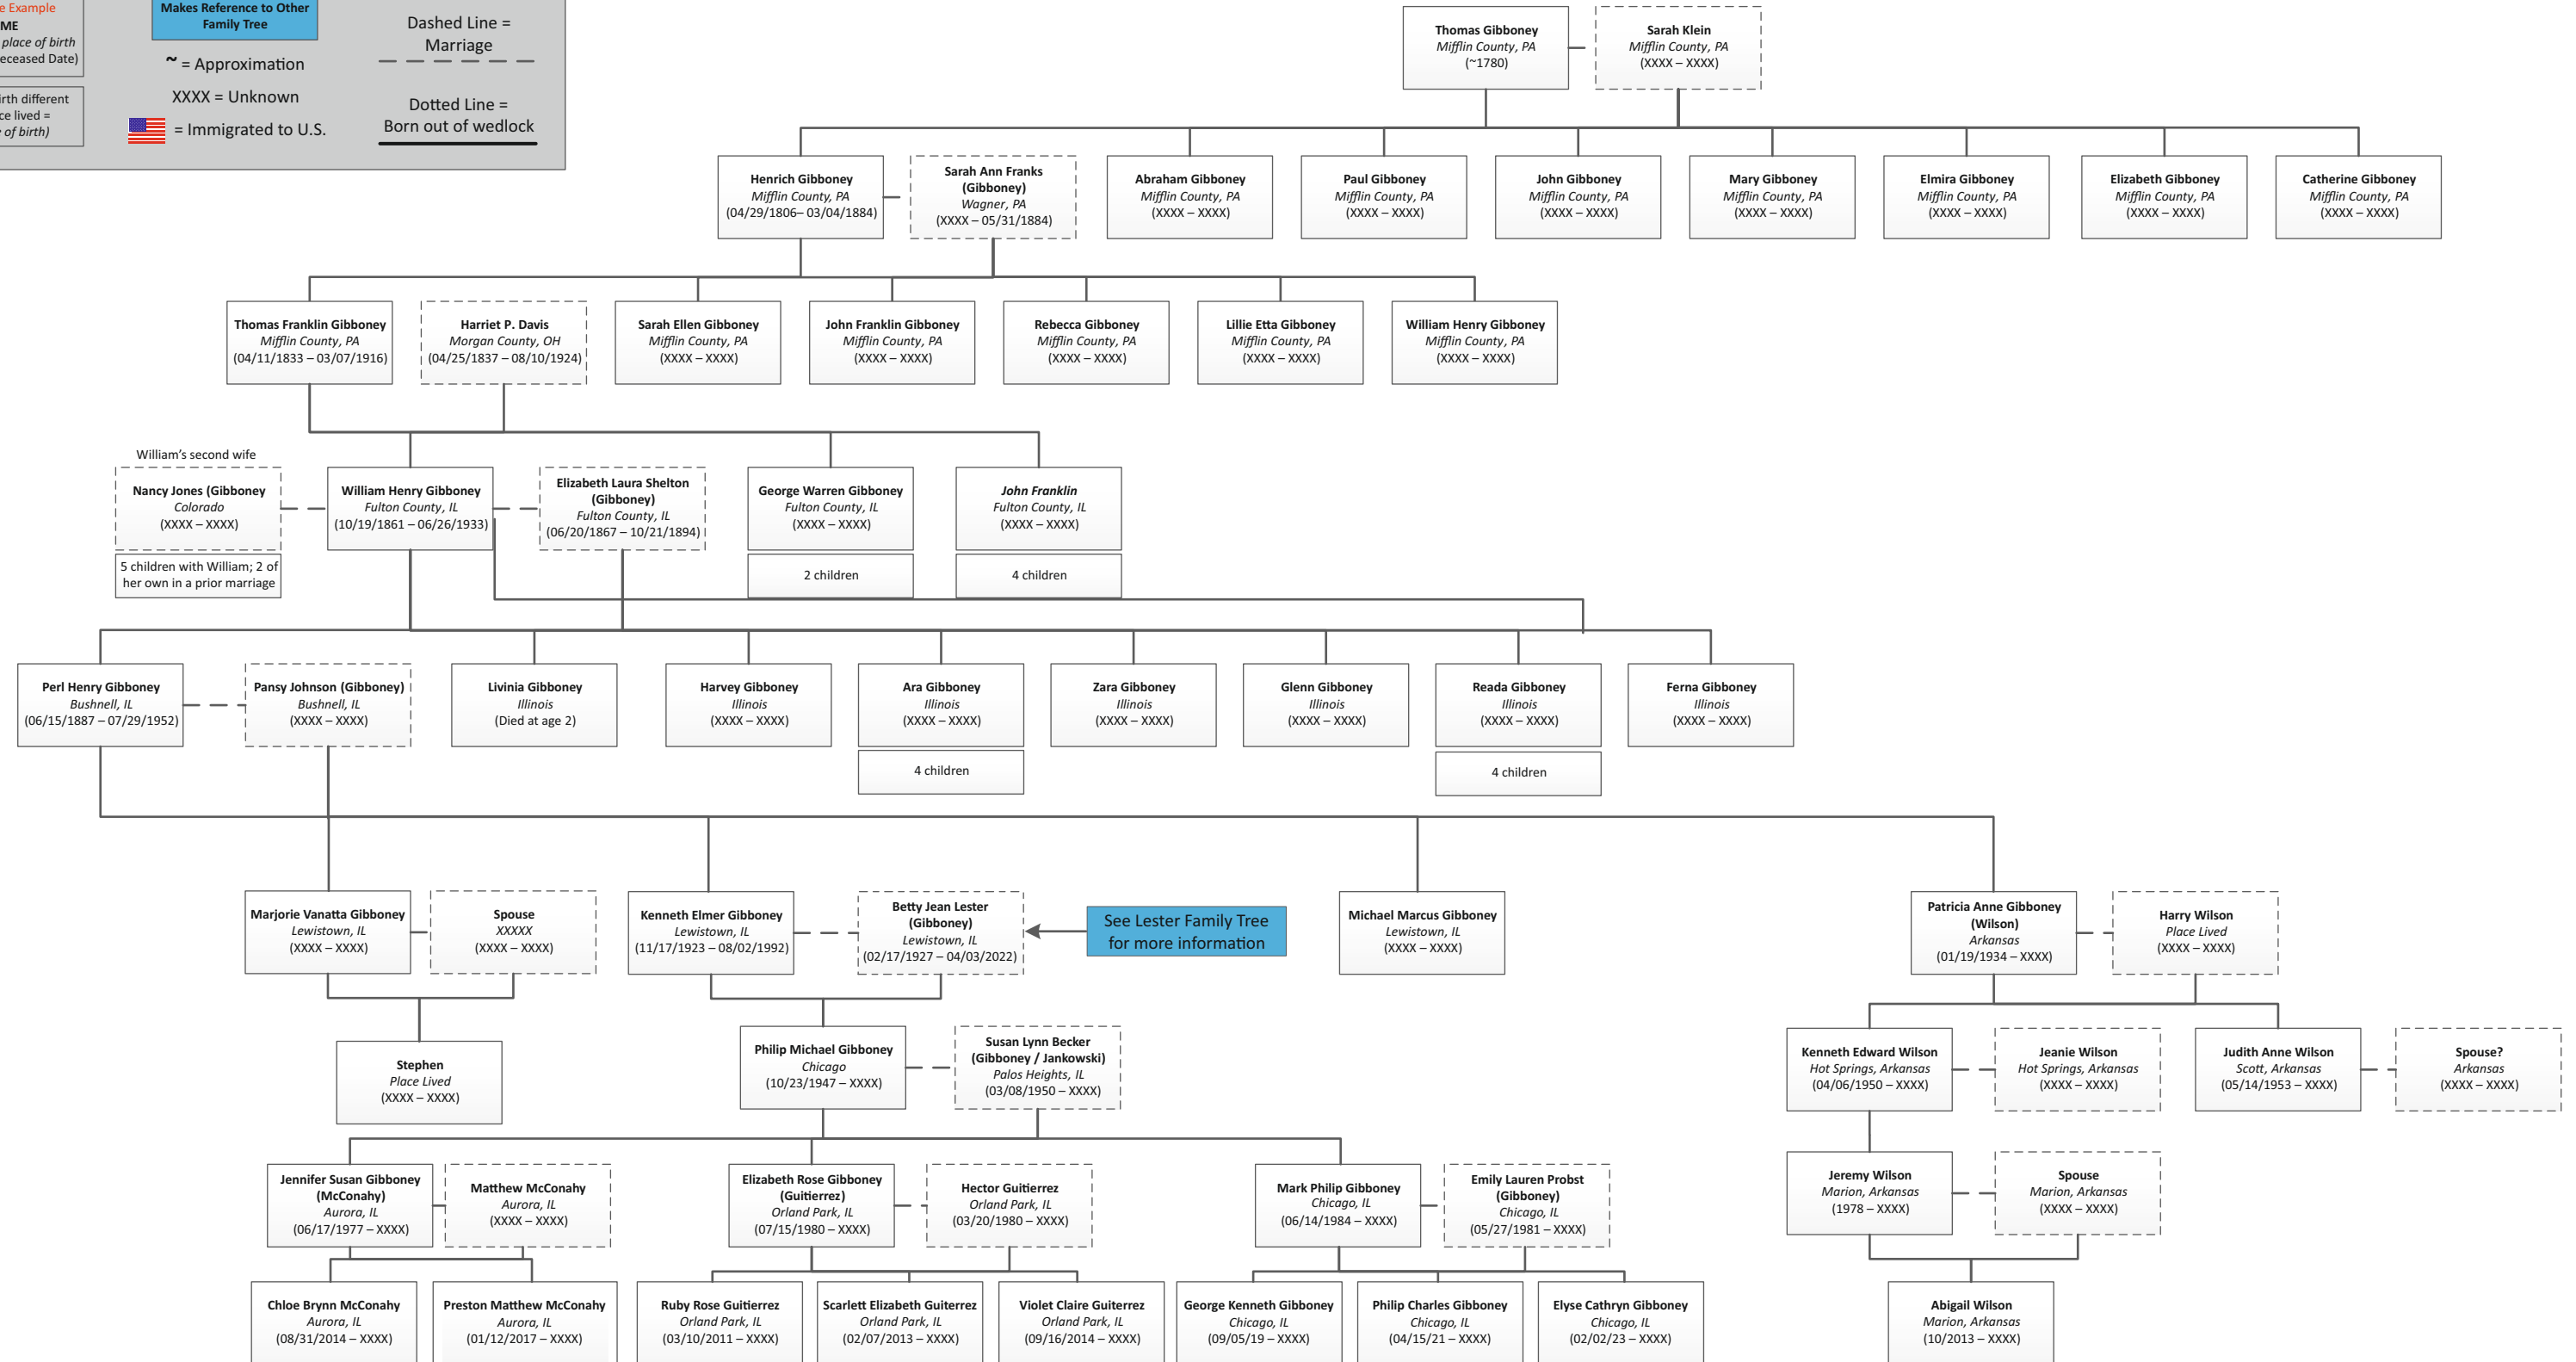 e Example
ME
place of birth
eceased Date)
irth different
ce lived =
of birth)
Makes Reference to Other
Family Tree
~ = Approximation
XXXX = Unknown
= Immigrated to U.S.
Dashed Line =
Marriage
Dotted Line =
Born out of wedlock
Thomas Gibboney
Mifflin County, PA
(~1780)
Sarah Klein
Mifflin County, PA
(XXXX – XXXX)
Henrich Gibboney
Mifflin County, PA
(04/29/1806– 03/04/1884)
Sarah Ann Franks
(Gibboney)
Wagner, PA
(XXXX – 05/31/1884)
Abraham Gibboney
Mifflin County, PA
(XXXX – XXXX)
Paul Gibboney
Mifflin County, PA
(XXXX – XXXX)
John Gibboney
Mifflin County, PA
(XXXX – XXXX)
Mary Gibboney
Mifflin County, PA
(XXXX – XXXX)
Elmira Gibboney
Mifflin County, PA
(XXXX – XXXX)
Elizabeth Gibboney
Mifflin County, PA
(XXXX – XXXX)
Catherine Gibboney
Mifflin County, PA
(XXXX – XXXX)
Thomas Franklin Gibboney
Mifflin County, PA
(04/11/1833 – 03/07/1916)
Harriet P. Davis
Morgan County, OH
(04/25/1837 – 08/10/1924)
Sarah Ellen Gibboney
Mifflin County, PA
(XXXX – XXXX)
John Franklin Gibboney
Mifflin County, PA
(XXXX – XXXX)
Rebecca Gibboney
Mifflin County, PA
(XXXX – XXXX)
Lillie Etta Gibboney
Mifflin County, PA
(XXXX – XXXX)
William Henry Gibboney
Mifflin County, PA
(XXXX – XXXX)
William's second wife
Nancy Jones (Gibboney
Colorado
(XXXX – XXXX)
5 children with William; 2 of
her own in a prior marriage
William Henry Gibboney
Fulton County, IL
(10/19/1861 – 06/26/1933)
Elizabeth Laura Shelton
(Gibboney)
Fulton County, IL
(06/20/1867 – 10/21/1894)
George Warren Gibboney
Fulton County, IL
(XXXX – XXXX)
2 children
John Franklin
Fulton County, IL
(XXXX – XXXX)
4 children
Perl Henry Gibboney
Bushnell, IL
(06/15/1887 – 07/29/1952)
Pansy Johnson (Gibboney)
Bushnell, IL
(XXXX – XXXX)
Livinia Gibboney
Illinois
(Died at age 2)
Harvey Gibboney
Illinois
(XXXX – XXXX)
Ara Gibboney
Illinois
(XXXX – XXXX)
4 children
Zara Gibboney
Illinois
(XXXX – XXXX)
Glenn Gibboney
Illinois
(XXXX – XXXX)
Reada Gibboney
Illinois
(XXXX – XXXX)
4 children
Ferna Gibboney
Illinois
(XXXX – XXXX)
Marjorie Vanatta Gibboney
Lewistown, IL
(XXXX – XXXX)
Spouse
XXXXX
(XXXX – XXXX)
Kenneth Elmer Gibboney
Lewistown, IL
(11/17/1923 – 08/02/1992)
Betty Jean Lester
(Gibboney)
Lewistown, IL
(02/17/1927 – 04/03/2022)
See Lester Family Tree
for more information
Michael Marcus Gibboney
Lewistown, IL
(XXXX – XXXX)
Patricia Anne Gibboney
(Wilson)
Arkansas
(01/19/1934 – XXXX)
Harry Wilson
Place Lived
(XXXX – XXXX)
Stephen
Place Lived
(XXXX – XXXX)
Philip Michael Gibboney
Chicago
(10/23/1947 – XXXX)
Susan Lynn Becker
(Gibboney / Jankowski)
Palos Heights, IL
(03/08/1950 – XXXX)
Kenneth Edward Wilson
Hot Springs, Arkansas
(04/06/1950 – XXXX)
Jeanie Wilson
Hot Springs, Arkansas
(XXXX – XXXX)
Judith Anne Wilson
Scott, Arkansas
(05/14/1953 – XXXX)
Spouse?
Arkansas
(XXXX – XXXX)
Jennifer Susan Gibboney
(McConahy)
Aurora, IL
(06/17/1977 – XXXX)
Matthew McConahy
Aurora, IL
(XXXX – XXXX)
Elizabeth Rose Gibboney
(Guitierrez)
Orland Park, IL
(07/15/1980 – XXXX)
Hector Guitierrez
Orland Park, IL
(03/20/1980 – XXXX)
Mark Philip Gibboney
Chicago, IL
(06/14/1984 – XXXX)
Emily Lauren Probst
(Gibboney)
Chicago, IL
(05/27/1981 – XXXX)
Jeremy Wilson
Marion, Arkansas
(1978 – XXXX)
Spouse
Marion, Arkansas
(XXXX – XXXX)
Chloe Brynn McConahy
Aurora, IL
(08/31/2014 – XXXX)
Preston Matthew McConahy
Aurora, IL
(01/12/2017 – XXXX)
Ruby Rose Guitierrez
Orland Park, IL
(03/10/2011 – XXXX)
Scarlett Elizabeth Guiterrez
Orland Park, IL
(02/07/2013 – XXXX)
Violet Claire Guiterrez
Orland Park, IL
(09/16/2014 – XXXX)
George Kenneth Gibboney
Chicago, IL
(09/05/19 – XXXX)
Philip Charles Gibboney
Chicago, IL
(04/15/21 – XXXX)
Elyse Cathryn Gibboney
Chicago, IL
(02/02/23 – XXXX)
Abigail Wilson
Marion, Arkansas
(10/2013 – XXXX)